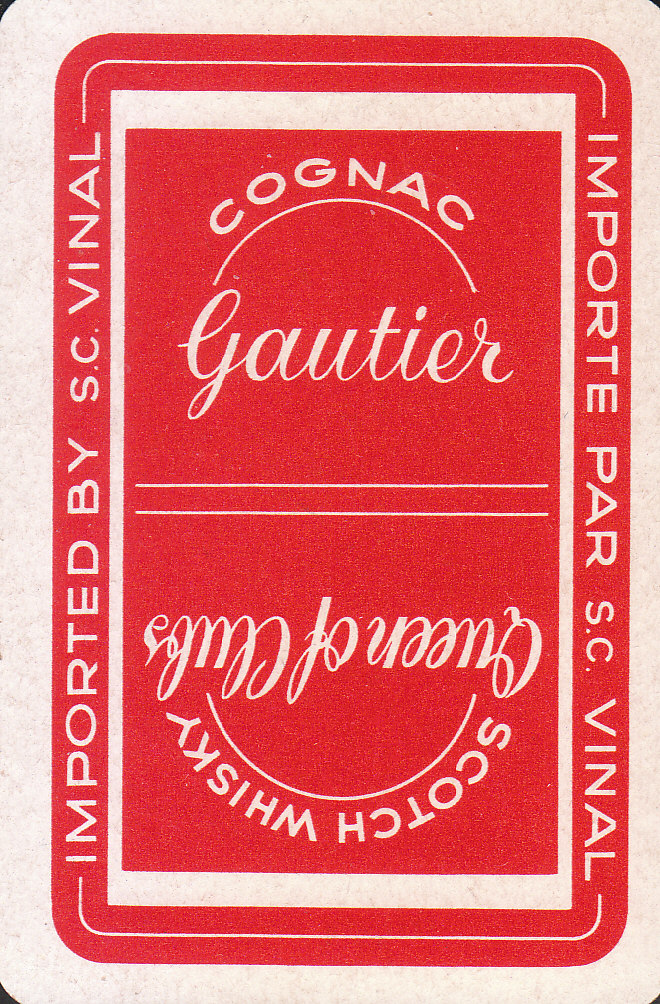 COGNAC
Gautier
Queen of Clubs
SCOTCH WHISKY
IMPORTED BY S.C. VINAL
IMPORTE PAR S.C. VINAL